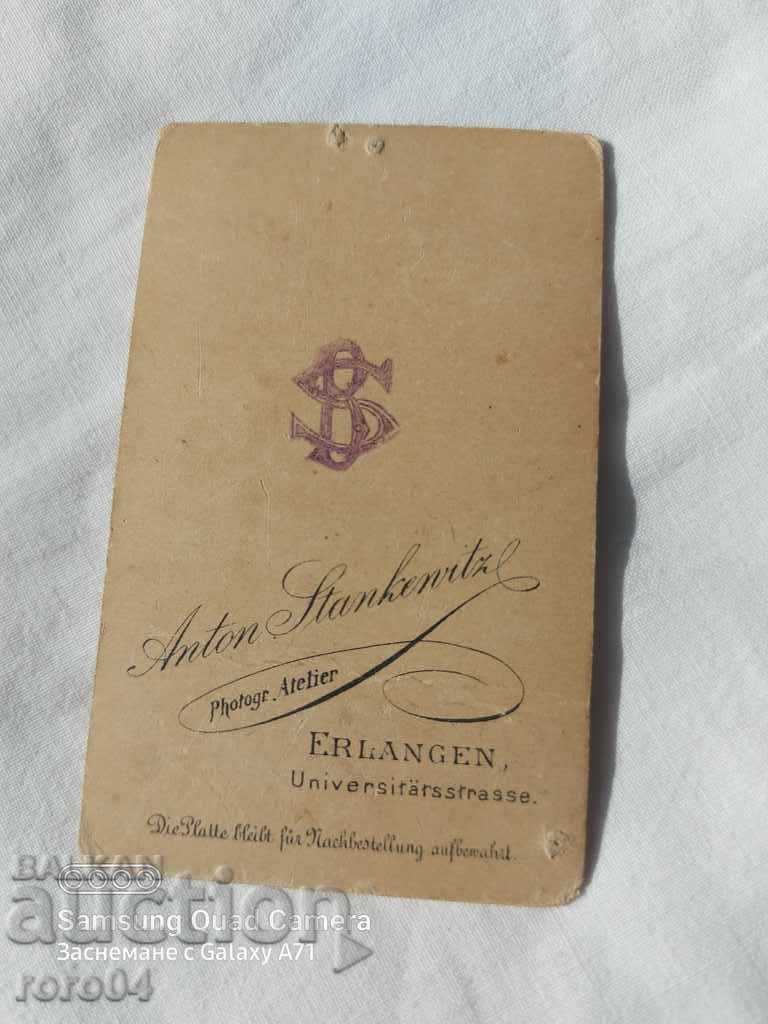 Anton Stankewitz
Photogr. Atelier
ERLANGEN,
Universitätsstrasse.
Die Platte bleibt für Nachbestellung aufbewahrt.
BALKAN
auction
Samsung Quad Camera
Заснемане с Galaxy A71
roro04